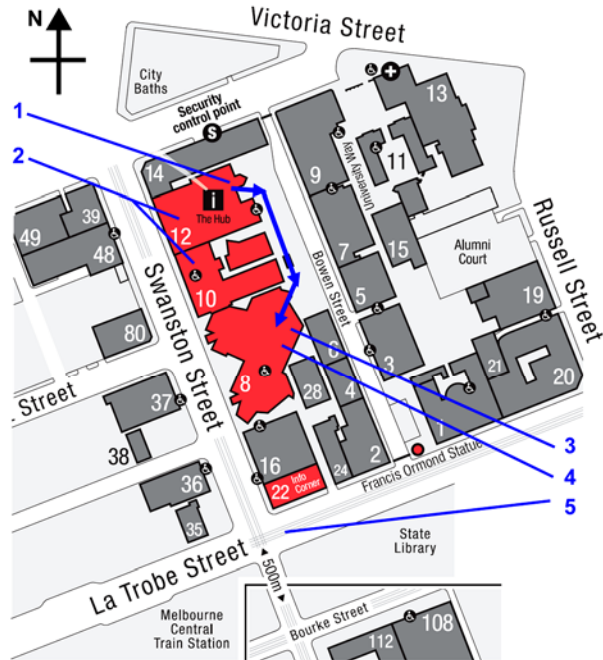 Victoria Street
N
City
Baths
Security
control point
S
1
2
14
i
The Hub
12
10
8
9
University Way
11
13
7
15
5
Alumni
Court
Bowen Street
19
Russell Street
3
21
20
1
6
4
28
2
24
16
22
Info
Corner
49
39
48
80
Swanston Street
Street
37
38
36
35
3
4
Francis Ormond Statue
5
La Trobe Street
State
Library
500m
Melbourne
Central
Train Station
Bourke Street
112
108